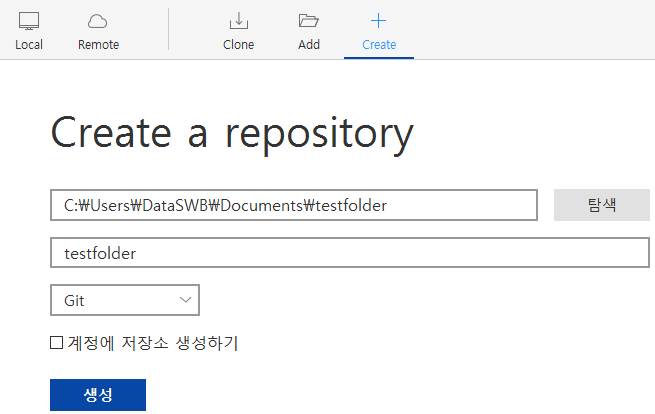 Local Remote Clone Add Create
Create a repository
C:₩Users₩DataSWB₩Documents₩testfolder 탐색
testfolder
Git
계정에 저장소 생성하기
생성